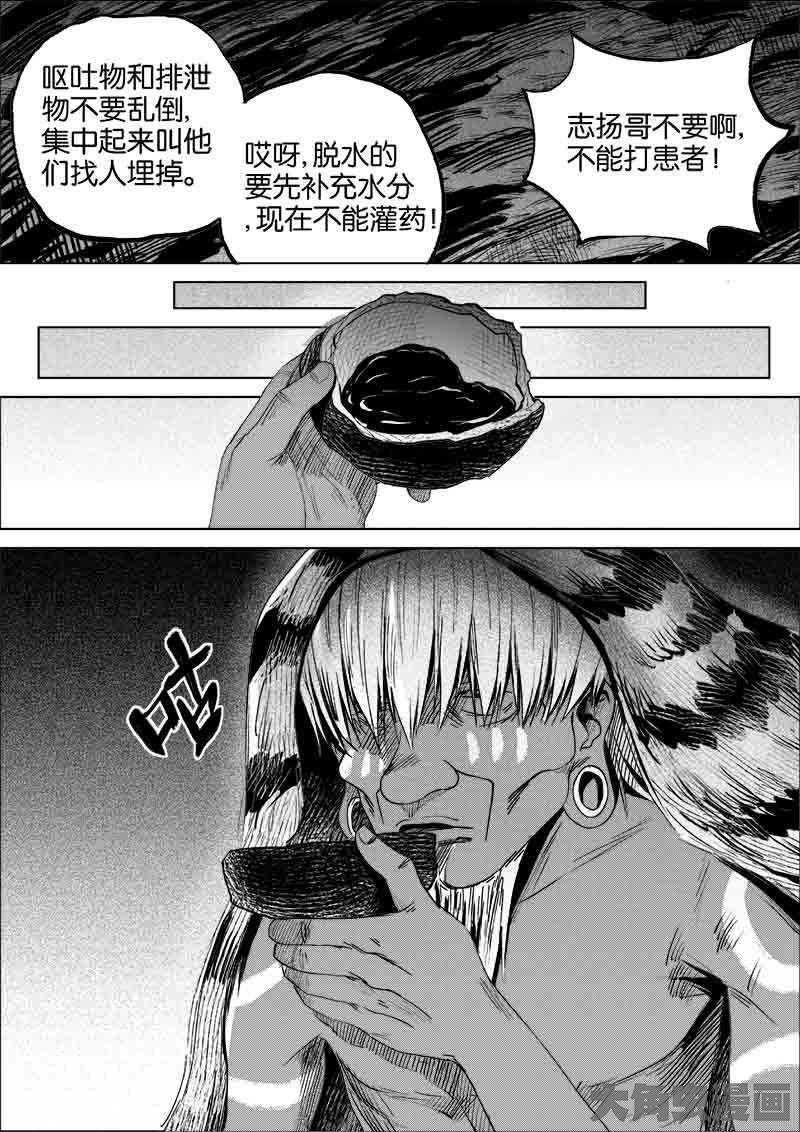 呕吐物和排泄
物不要乱倒，
集中起来叫他
们找人埋掉。
哎呀，脱水的
要先补充水分
，现在不能灌药！
志扬哥不要啊，
不能打患者！
咕
大角虫漫画